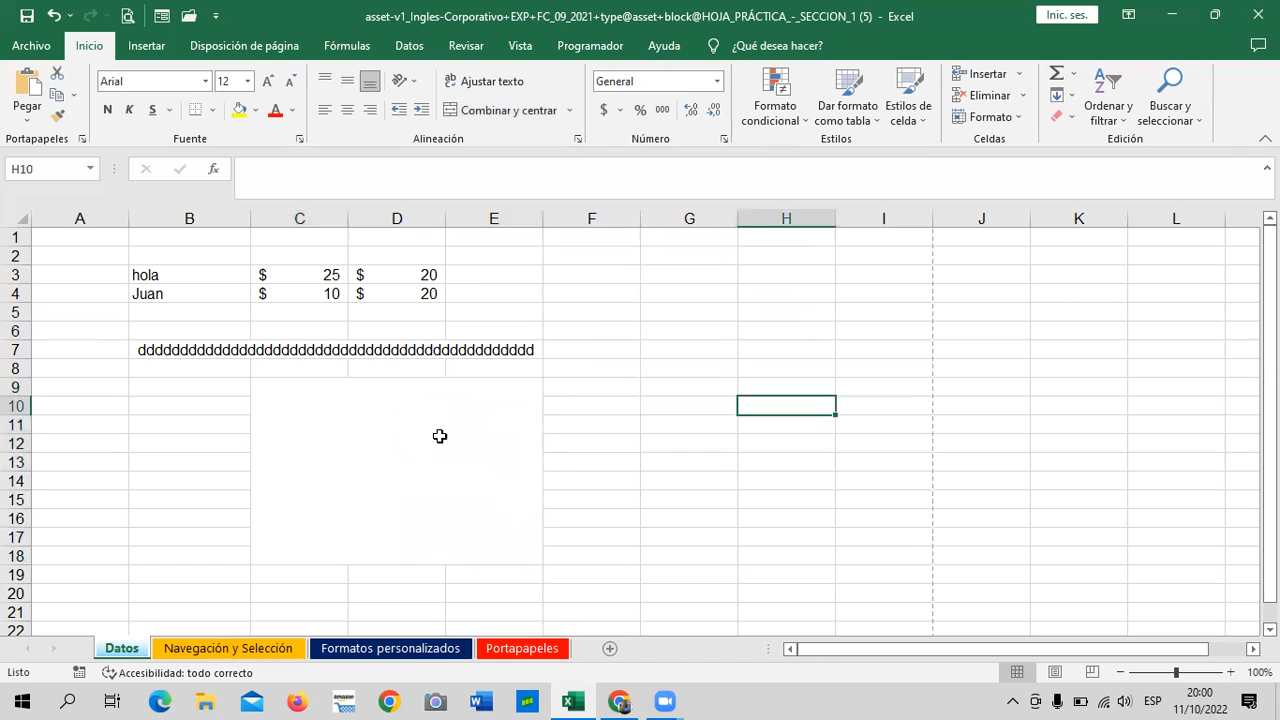 asset-v1_Ingles-Corporativo+EXP+FC_09_2021+type@asset+block@HOJA_PRÁCTICA_-_SECCION_1 (5) - Excel
Inic. ses.
Archivo Inicio Insertar Disposición de página Fórmulas Datos Revisar Vista Programador Ayuda ¿Qué desea hacer?
Pegar
Portapapeles
Arial 12
N K S
Fuente
Ajustar texto
Combinar y centrar
Alineación
General
$ % 000
Número
Formato condicional
Dar formato como tabla
Estilos de celda
Estilos
Insertar
Eliminar
Formato
Celdas
Ordenar y filtrar
Buscar y seleccionar
Edición
H10
A B C D E F G H I J K L
1
2
3 hola $ 25 $ 20
4 Juan $ 10 $ 20
5
6
7 ddddddddddddddddddddddddddddddddddddddddddddddd
8
9
10
11
12
13
14
15
16
17
18
19
20
21
22
Datos Navegación y Selección Formatos personalizados Portapapeles
Listo Accesibilidad: todo correcto 100%
ESP
20:00
11/10/2022